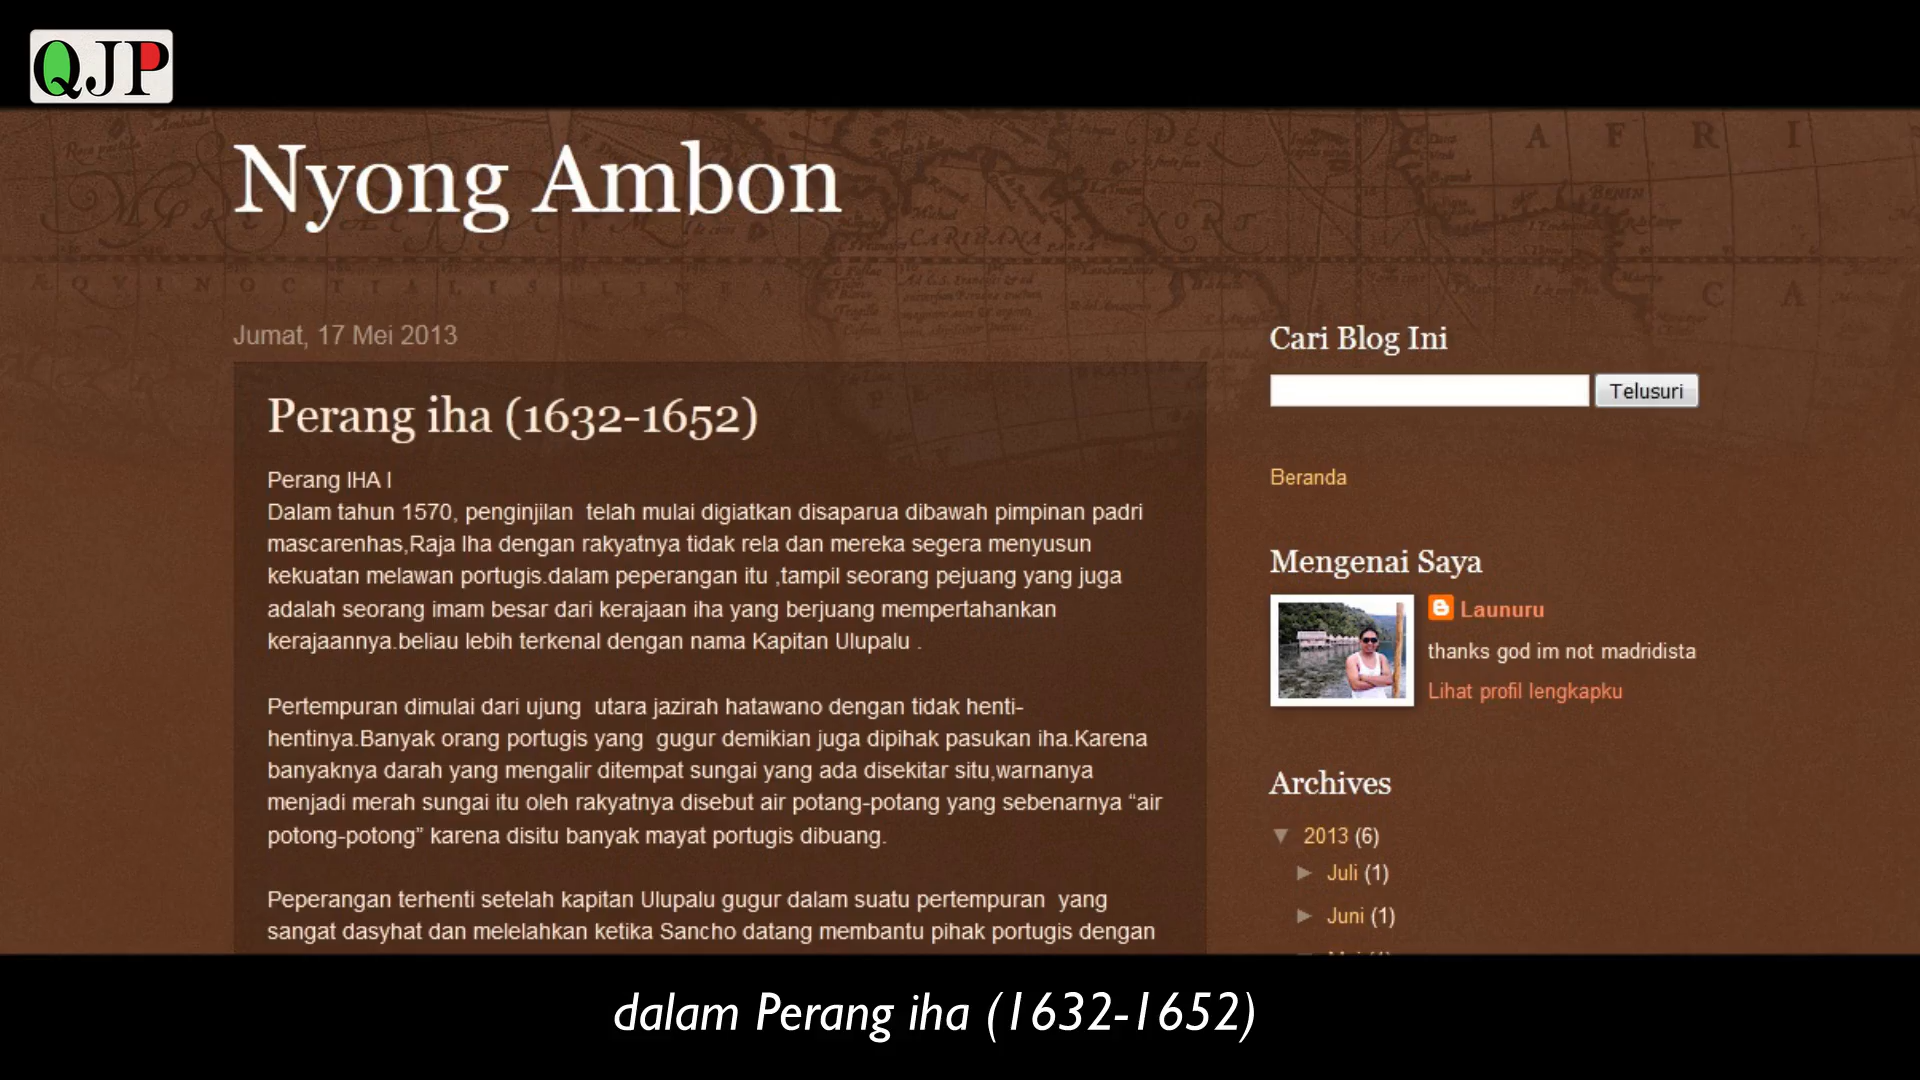 QJP
Nyong Ambon
Jumat, 17 Mei 2013
Perang iha (1632-1652)
Perang IHA I
Dalam tahun 1570, penginjilan  telah mulai digiatkan disaparua dibawah pimpinan padri
mascarenhas,Raja Iha dengan rakyatnya tidak rela dan mereka segera menyusun
kekuatan melawan portugis.dalam peperangan itu ,tampil seorang pejuang yang juga
adalah seorang imam besar dari kerajaan iha yang berjuang mempertahankan
kerajaannya.beliau lebih terkenal dengan nama Kapitan Ulupalu .
Pertempuran dimulai dari ujung  utara jazirah hatawano dengan tidak henti-
hentinya.Banyak orang portugis yang  gugur demikian juga dipihak pasukan iha.Karena
banyaknya darah yang mengalir ditempat sungai yang ada disekitar situ,warnanya
menjadi merah sungai itu oleh rakyatnya disebut air potang-potang yang sebenarnya “air
potong-potong” karena disitu banyak mayat portugis dibuang.
Peperangan terhenti setelah kapitan Ulupalu gugur dalam suatu pertempuran  yang
sangat dasyhat dan melelahkan ketika Sancho datang membantu pihak portugis dengan
Cari Blog Ini
Telusuri
Beranda
Mengenai Saya
Launuru
thanks god im not madridista
Lihat profil lengkapku
Archives
▼ 2013 (6)
► Juli (1)
► Juni (1)
dalam Perang iha (1632-1652)